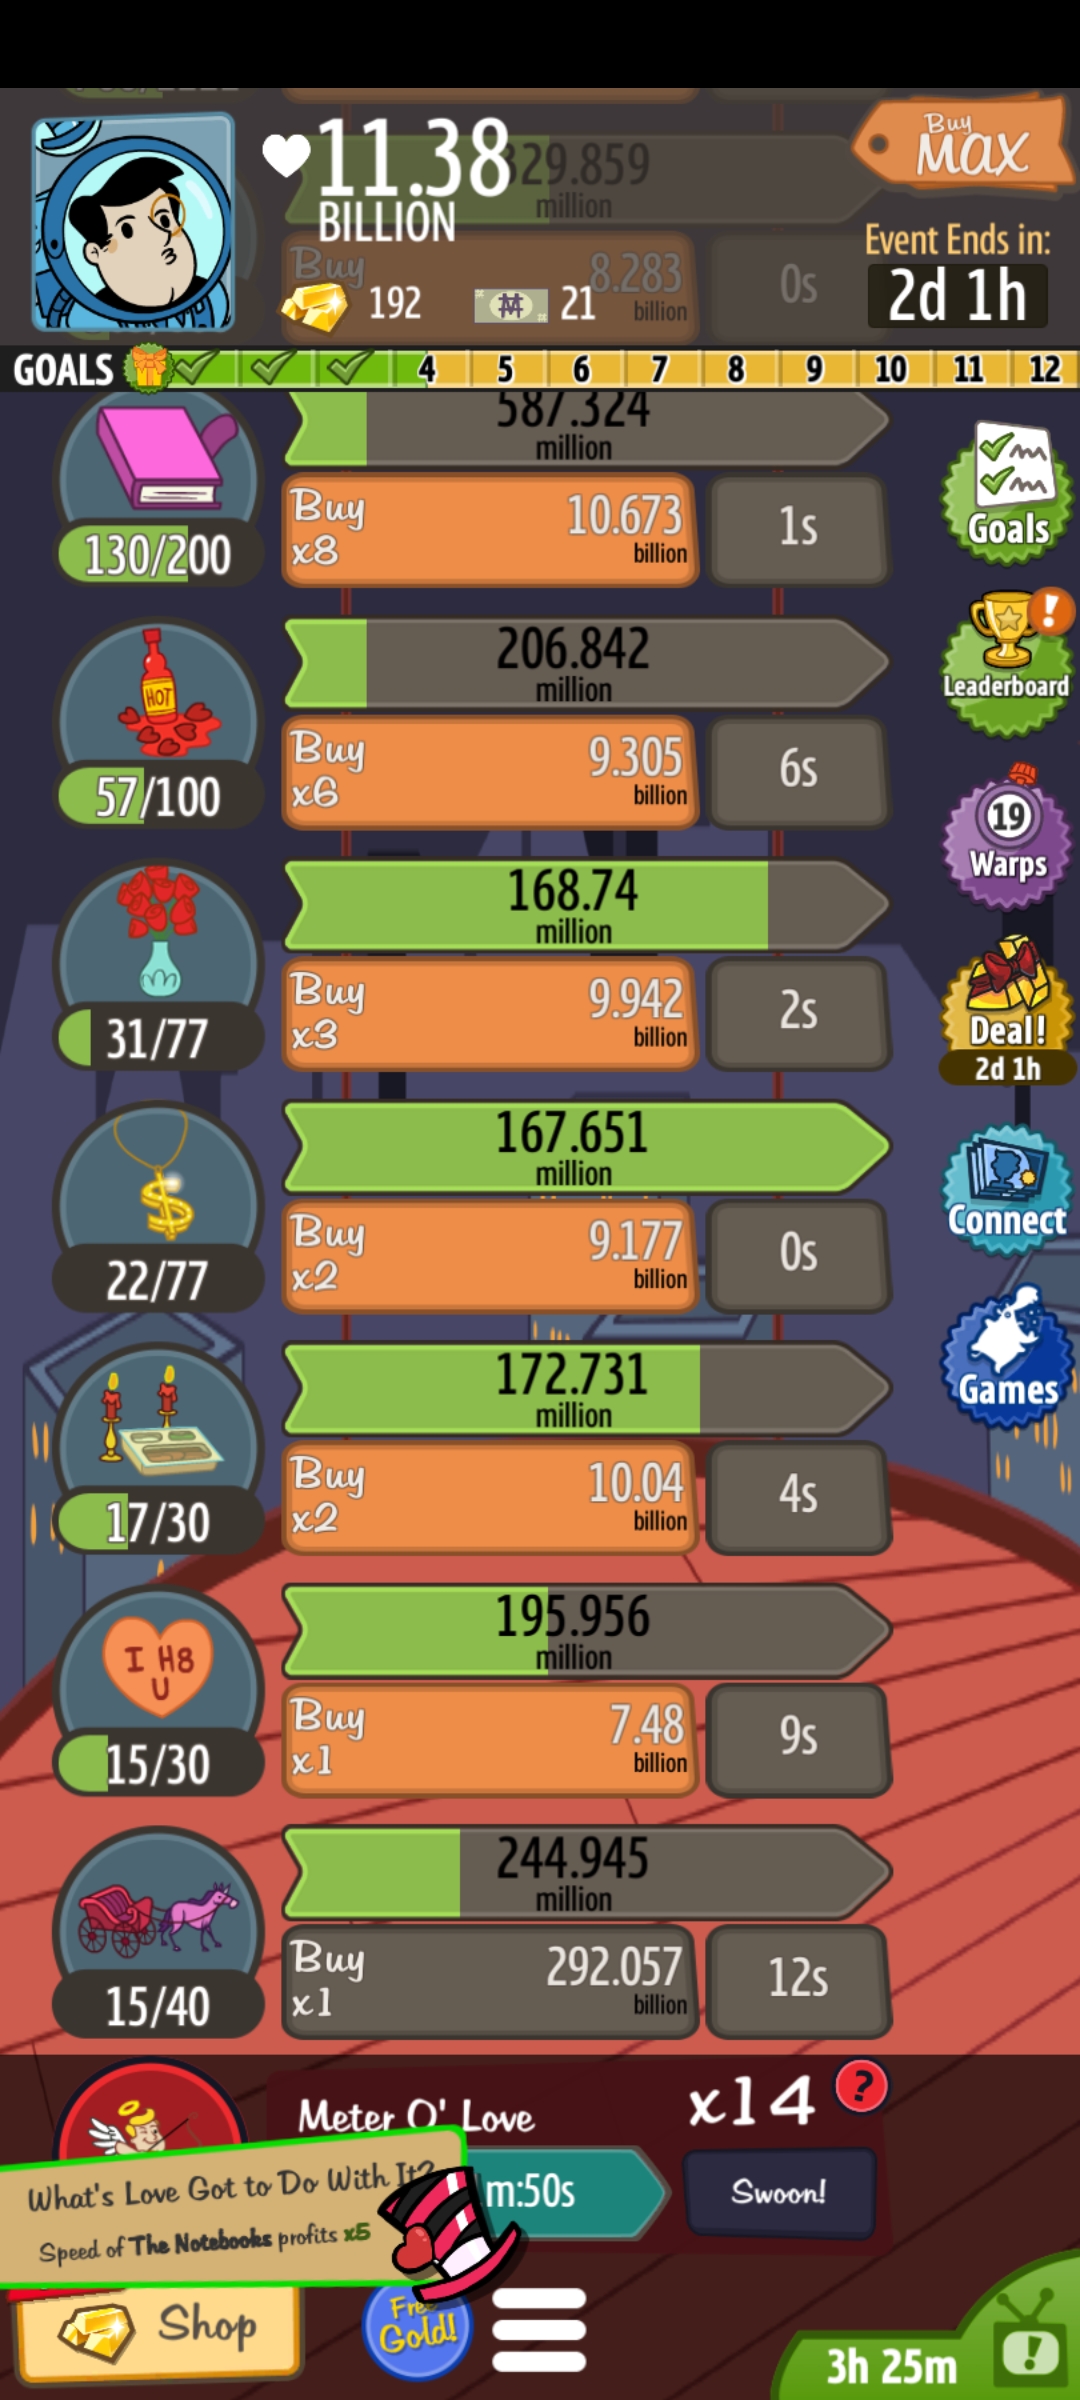 Buy
MAX
11.38
BILLION
329.859
million
Buy
8.283
billion
0s
Event Ends in:
2d 1h
192
21
GOALS 4 5 6 7 8 9 10 11 12
587.324
million
130/200
Buy
x8
10.673
billion
1s
Goals
HOT
206.842
million
57/100
Buy
x6
9.305
billion
6s
Leaderboard
168.74
million
31/77
Buy
x3
9.942
billion
2s
19
Warps
Deal!
2d 1h
167.651
million
22/77
Buy
x2
9.177
billion
0s
Connect
172.731
million
17/30
Buy
x2
10.04
billion
4s
Games
I H8
U
195.956
million
15/30
Buy
x1
7.48
billion
9s
244.945
million
15/40
Buy
x1
292.057
billion
12s
Meter O' Love
x14
?
m:50s
Swoon!
What's Love Got to Do With It?
Speed of The Notebooks profits x5
Shop
Free
Gold!
3h 25m